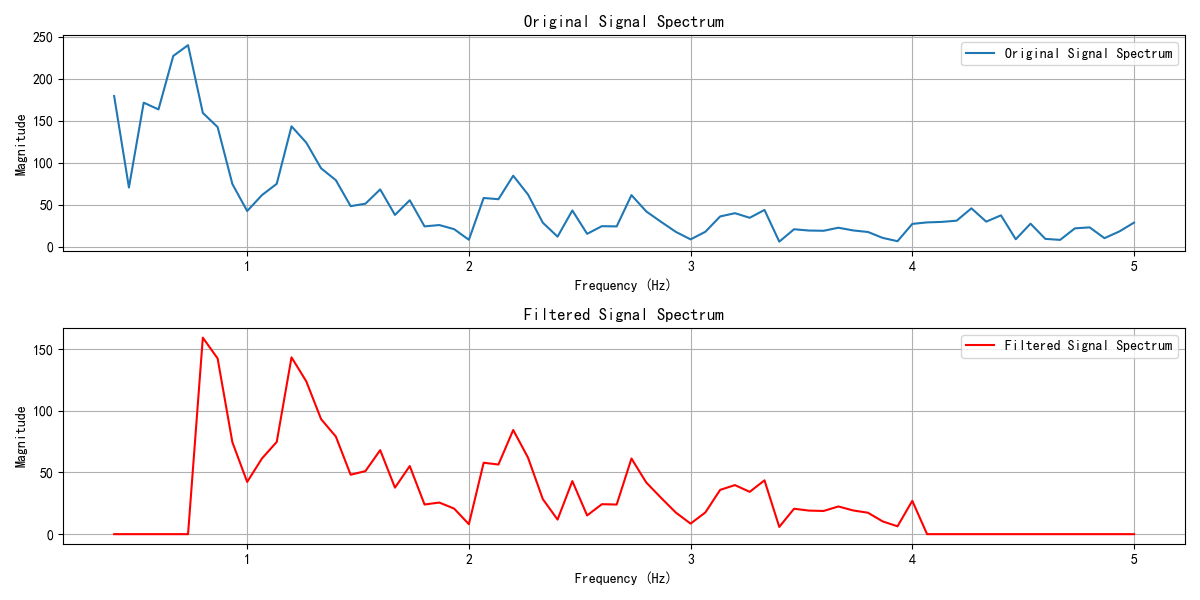 Original Signal Spectrum
250
200
150
100
50
0
Magnitude
Original Signal Spectrum
1 2 3 4 5
Frequency (Hz)
Filtered Signal Spectrum
150
100
50
0
Magnitude
Filtered Signal Spectrum
1 2 3 4 5
Frequency (Hz)